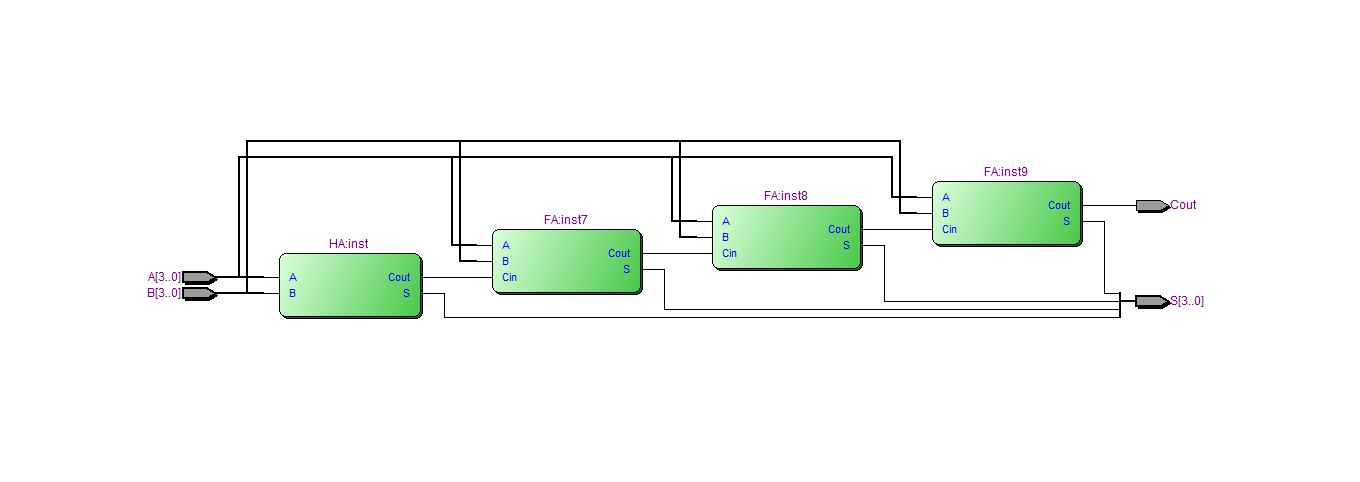 FA:inst9
A
B
Cin
Cout
S
Cout
FA:inst8
A
B
Cin
Cout
S
FA:inst7
A
B
Cin
Cout
S
HA:inst
A
B
Cout
S
A[3..0]
B[3..0]
S[3..0]